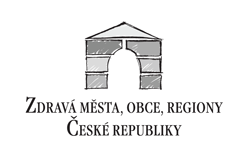 ZDRAVÁ MĚSTA, OBCE, REGIONY
ČESKÉ REPUBLIKY